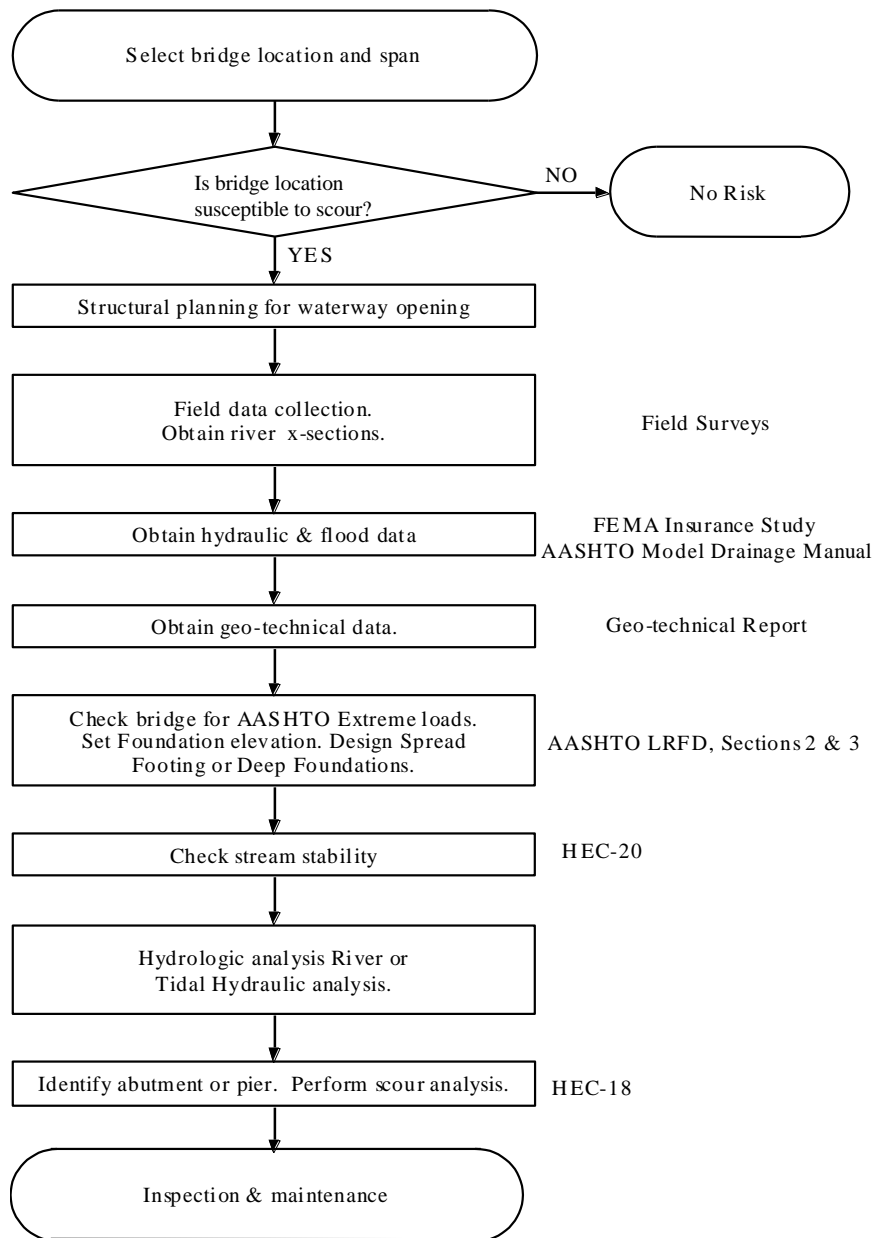 Select bridge location and span
Is bridge location
susceptible to scour?
NO
No Risk
YES
Structural planning for waterway opening
Field data collection.
Obtain river x-sections.
Field Surveys
Obtain hydraulic & flood data
FEMA Insurance Study
AASHTO Model Drainage Manual
Obtain geo-technical data.
Geo-technical Report
Check bridge for AASHTO Extreme loads.
Set Foundation elevation. Design Spread
Footing or Deep Foundations.
AASHTO LRFD, Sections 2 & 3
Check stream stability
HEC-20
Hydrologic analysis River or
Tidal Hydraulic analysis.
Identify abutment or pier. Perform scour analysis.
HEC-18
Inspection & maintenance